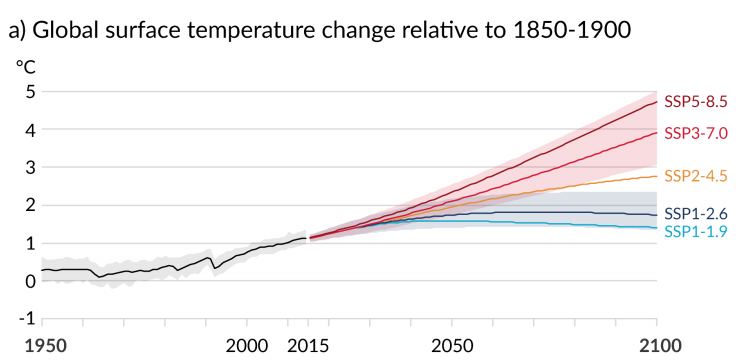 a) Global surface temperature change relative to 1850-1900
°C
5
SSP5-8.5
4
SSP3-7.0
3
SSP2-4.5
2
SSP1-2.6
SSP1-1.9
1
0
-1
1950 2000 2015 2050 2100